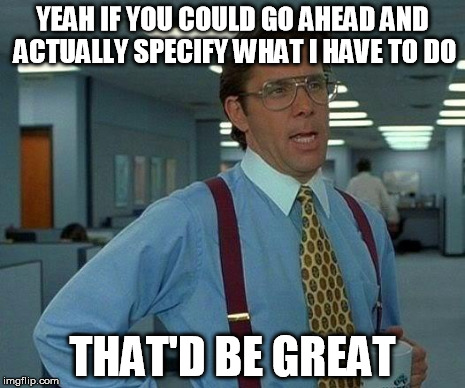 YEAH IF YOU COULD GO AHEAD AND
ACTUALLY SPECIFY WHAT I HAVE TO DO
THAT'D BE GREAT
imgflip.com